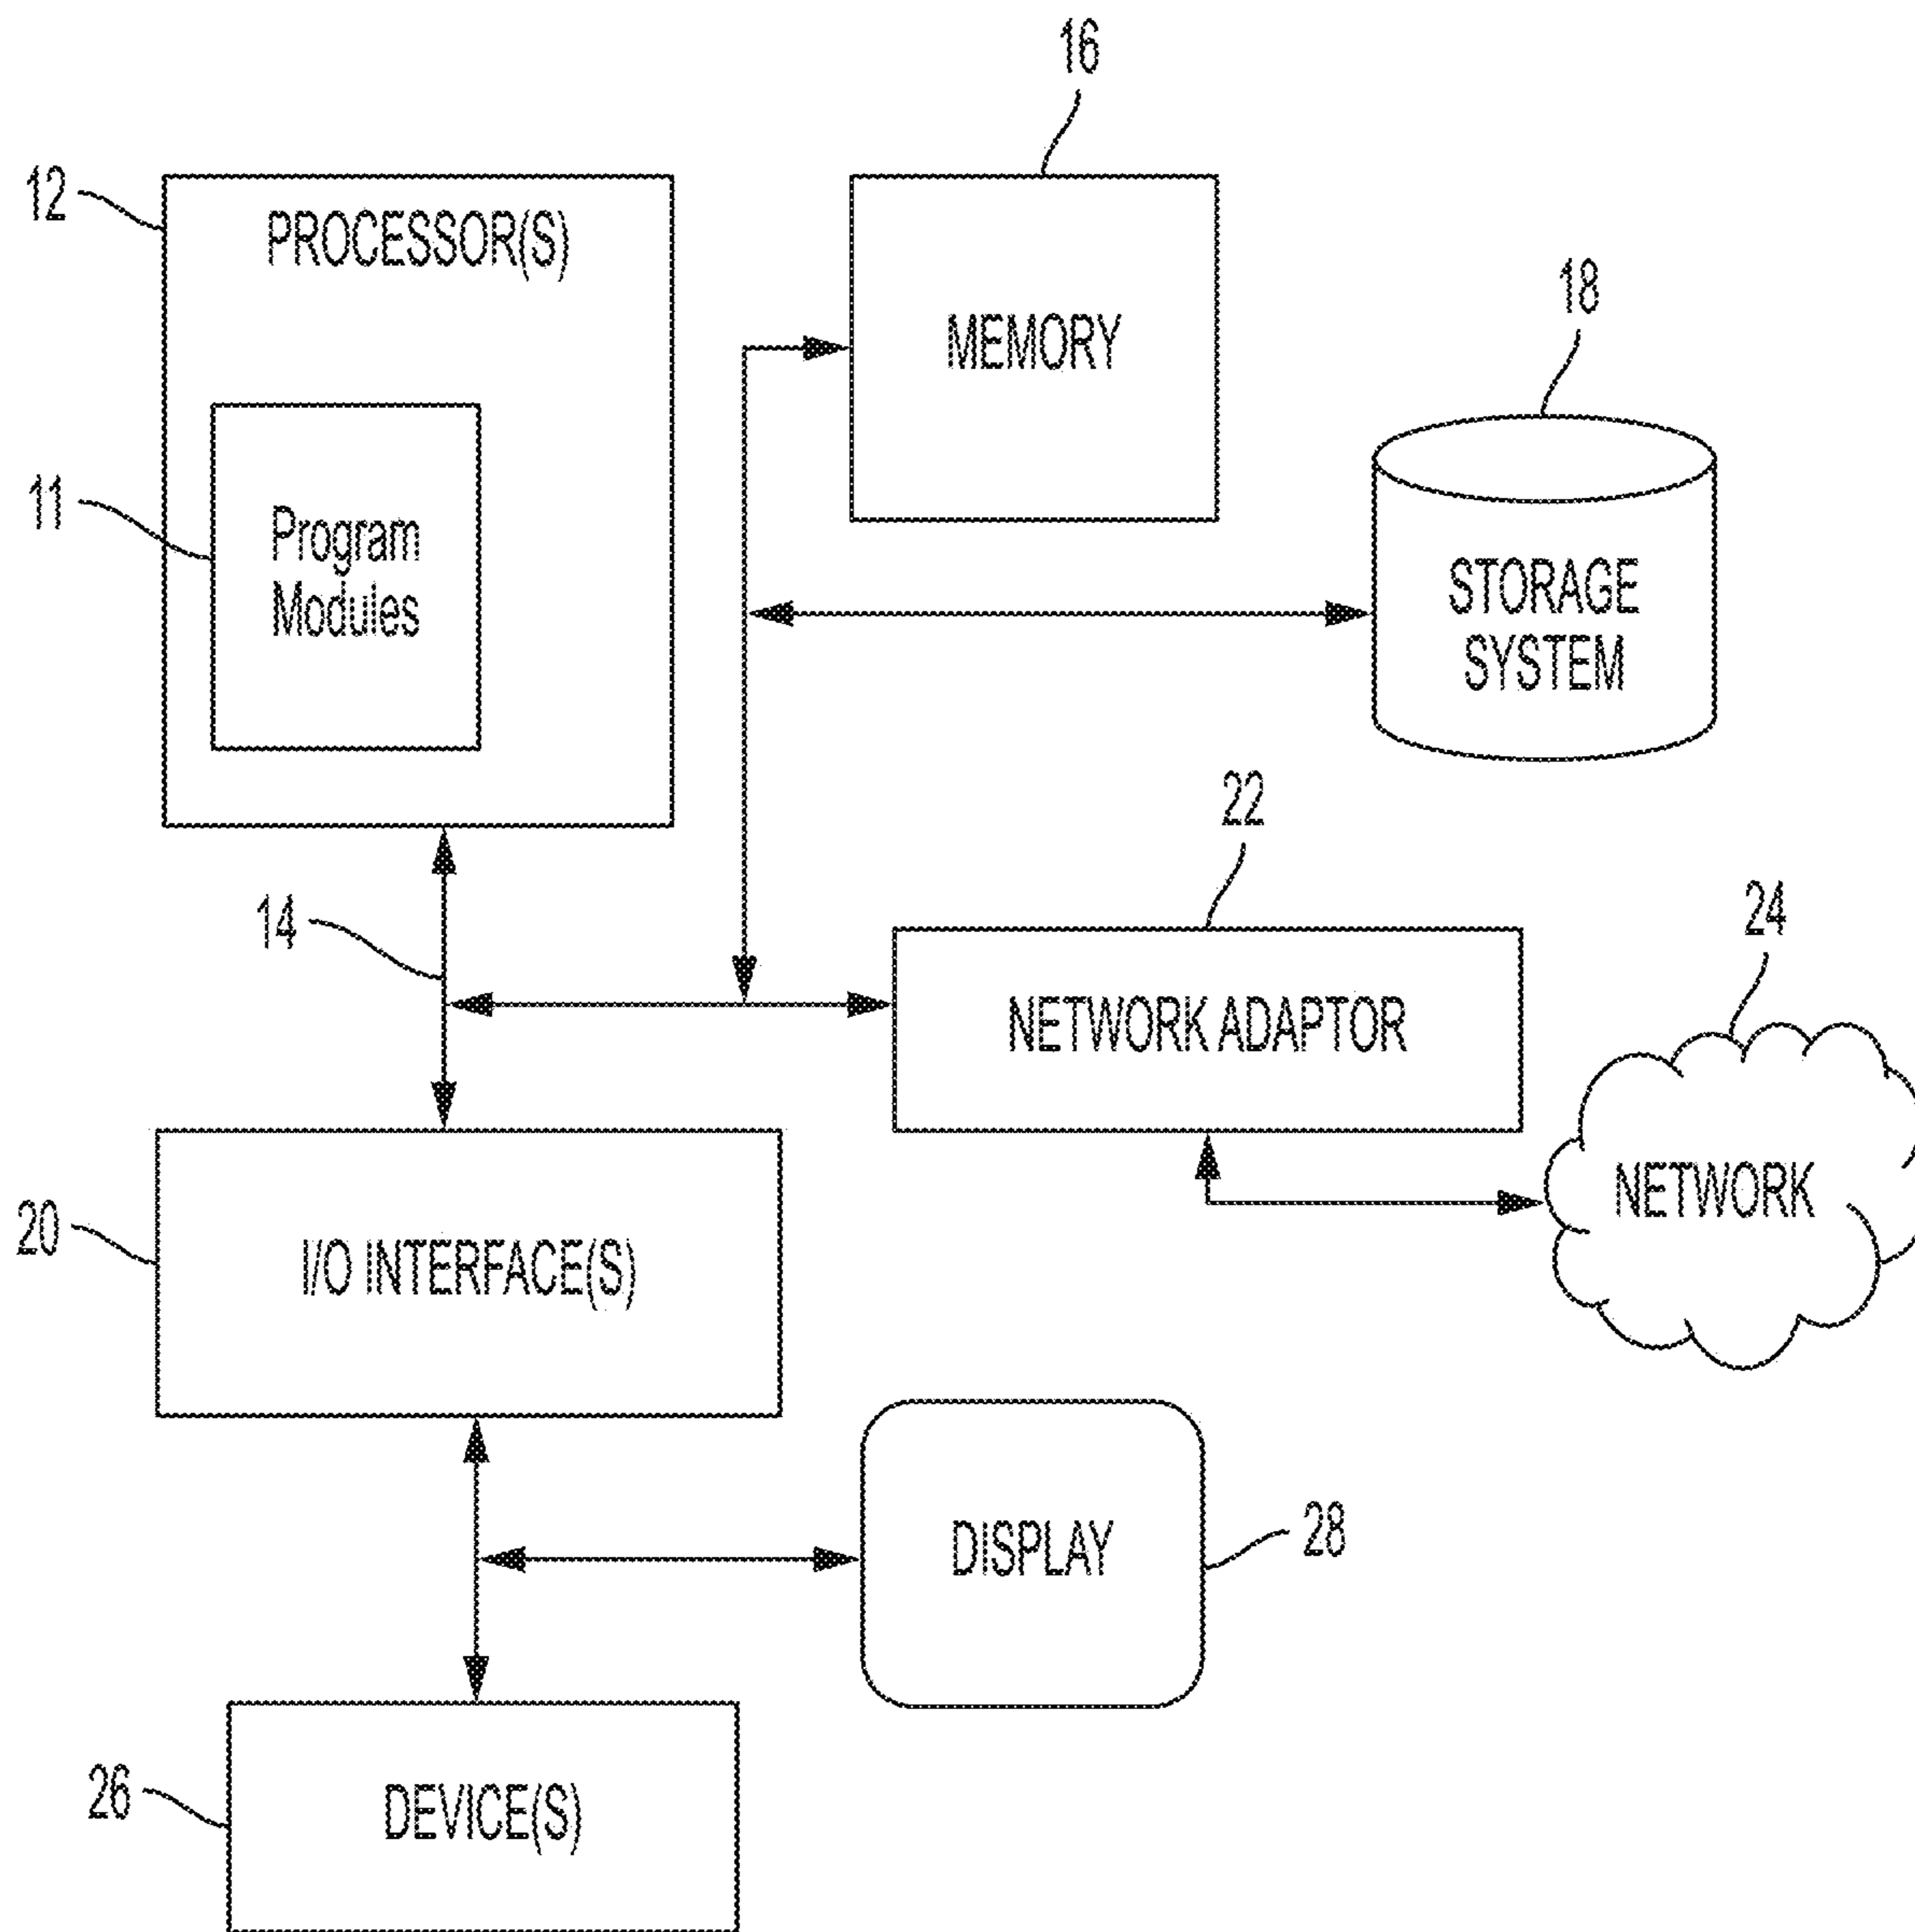 16
12
PROCESSOR(S)
MEMORY
18
11
Program
Modules
STORAGE
SYSTEM
22
14
24
NETWORK ADAPTOR
NETWORK
20
I/O INTERFACE(S)
DISPLAY
28
26
DEVICE(S)